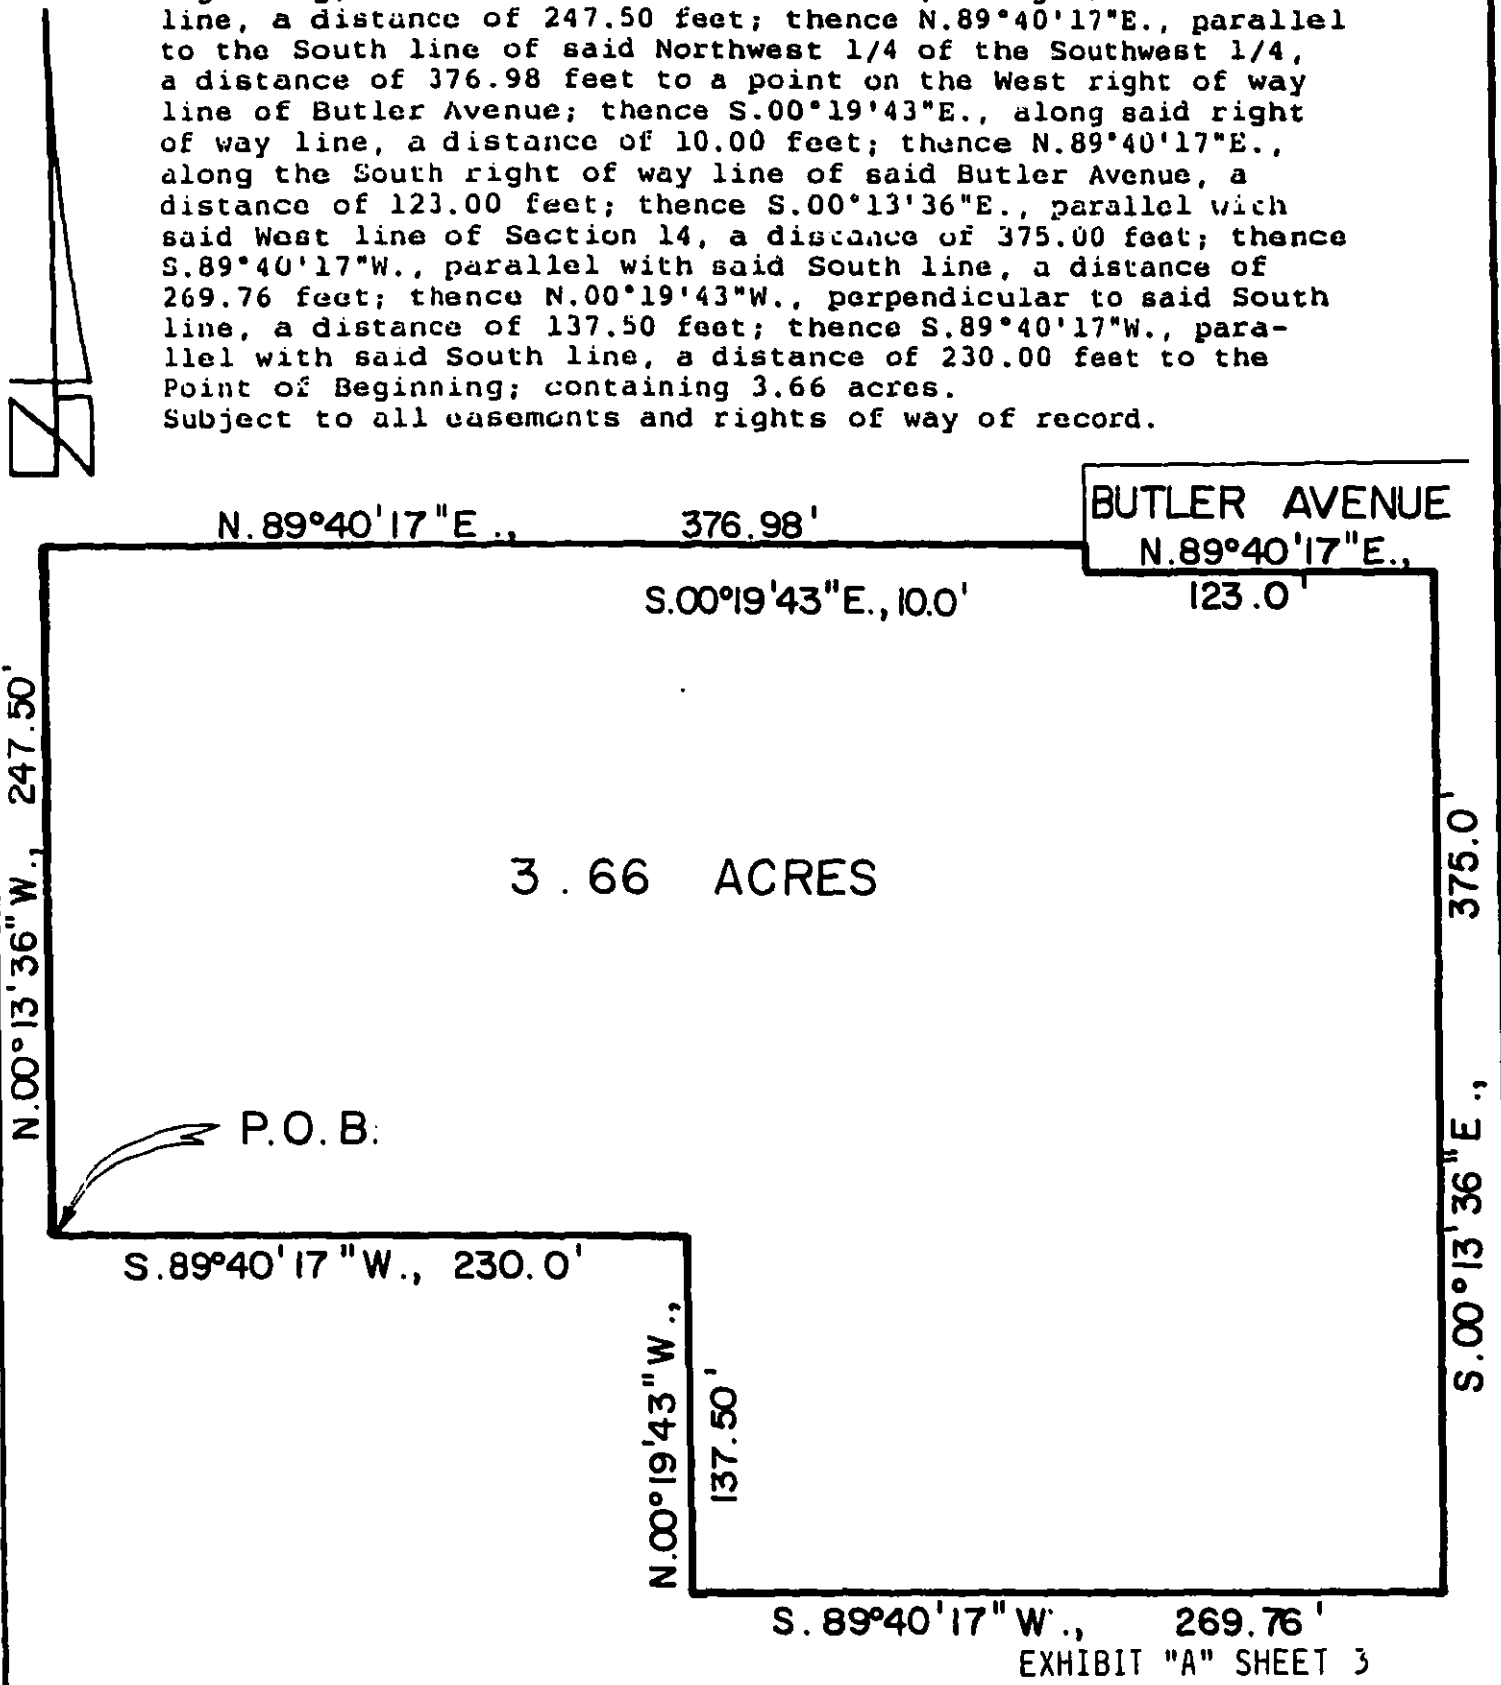 line, a distance of 247.50 feet; thence N.89°40'17"E., parallel
to the South line of said Northwest 1/4 of the Southwest 1/4,
a distance of 376.98 feet to a point on the West right of way
line of Butler Avenue; thence S.00°19'43"E., along said right
of way line, a distance of 10.00 feet; thence N.89°40'17"E.,
along the South right of way line of said Butler Avenue, a
distance of 123.00 feet; thence S.00°13'36"E., parallel with
said West line of Section 14, a distance of 375.00 feet; thence
S.89°40'17"W., parallel with said South line, a distance of
269.76 feet; thence N.00°19'43"W., perpendicular to said South
line, a distance of 137.50 feet; thence S.89°40'17"W., para-
llel with said South line, a distance of 230.00 feet to the
Point of Beginning; containing 3.66 acres.
Subject to all easements and rights of way of record.
N
BUTLER AVENUE
N.89°40'17"E., 376.98'
N.89°40'17"E.,
123.0'
S.00°19'43"E., 10.0'
N.00°13'36"W., 247.50'
3.66 ACRES
375.0'
S.00°13'36"E.,
P.O.B.
S.89°40'17"W., 230.0'
N.00°19'43"W.,
137.50'
S.89°40'17"W., 269.76'
EXHIBIT "A" SHEET 3